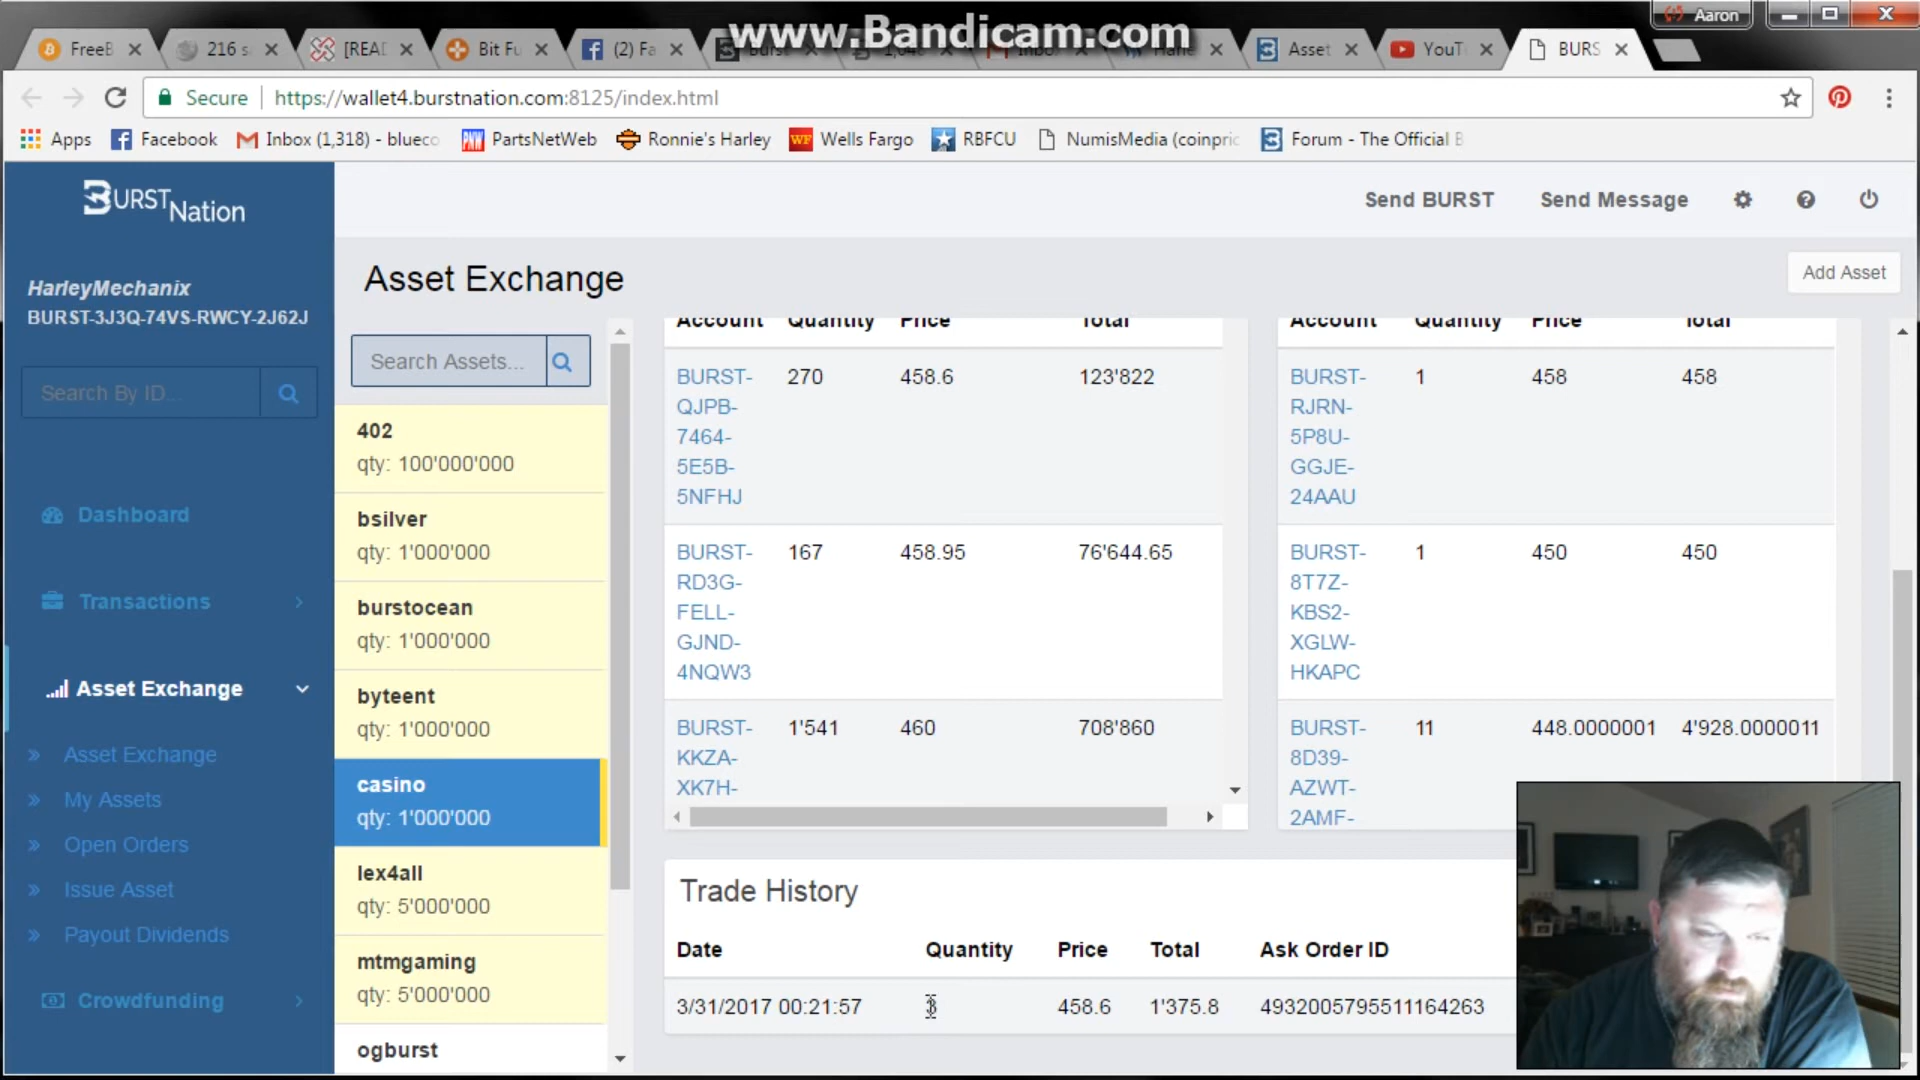 www.Bandicam.com
Aaron
FreeB
216 s
[REAL
Bit Fu
(2) Fa
Burst
Inbo
Asset
YouT
BURS
Secure
https://wallet4.burstnation.com:8125/index.html
Apps
Facebook
Inbox (1,318) - blueco
PartsNetWeb
Ronnie's Harley
Wells Fargo
RBFCU
NumisMedia (coinpric
Forum - The Official B
BURST Nation
Send BURST
Send Message
HarleyMechanix
BURST-3J3Q-74VS-RWCY-2J62J
Search By ID...
Dashboard
Transactions
Asset Exchange
Asset Exchange
My Assets
Open Orders
Issue Asset
Payout Dividends
Crowdfunding
Asset Exchange
Add Asset
Search Assets...
402
qty: 100'000'000
bsilver
qty: 1'000'000
burstocean
qty: 1'000'000
byteent
qty: 1'000'000
casino
qty: 1'000'000
lex4all
qty: 5'000'000
mtmgaming
qty: 5'000'000
ogburst
Account Quantity Price Total
BURST- 270 458.6 123'822
QJPB-
7464-
5E5B-
5NFHJ
BURST- 167 458.95 76'644.65
RD3G-
FELL-
GJND-
4NQW3
BURST- 1'541 460 708'860
KKZA-
XK7H-
Account Quantity Price Total
BURST- 1 458 458
RJRN-
5P8U-
GGJE-
24AAU
BURST- 1 450 450
8T7Z-
KBS2-
XGLW-
HKAPC
BURST- 11 448.0000001 4'928.0000011
8D39-
AZWT-
2AMF-
Trade History
Date Quantity Price Total Ask Order ID
3/31/2017 00:21:57 3 458.6 1'375.8 4932005795511164263